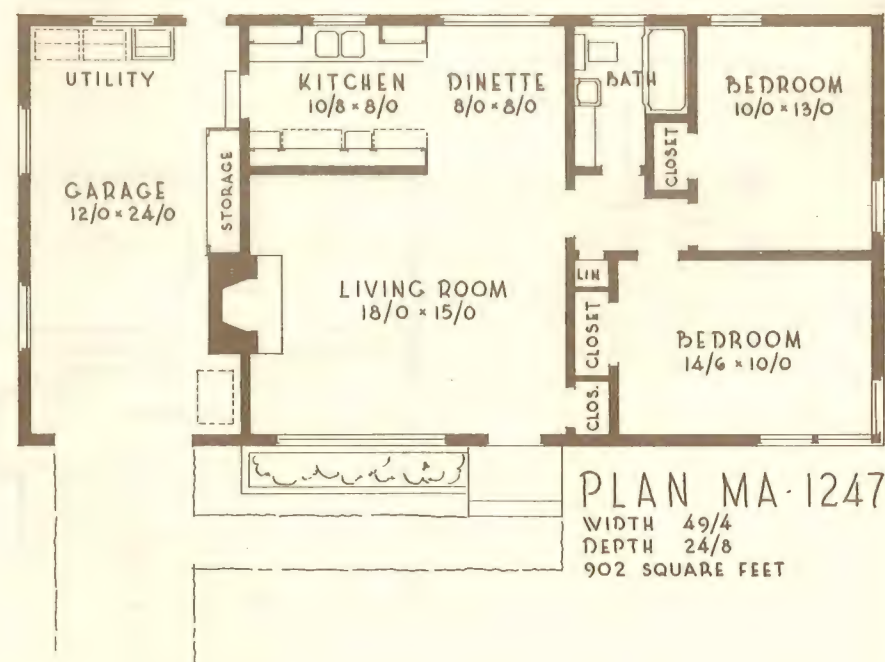 UTILITY
KITCHEN
10/8 × 8/0
DINETTE
8/0 × 8/0
BATH
BEDROOM
10/0 × 13/0
CLOSET
GARAGE
12/0 × 24/0
STORAGE
LIVING ROOM
18/0 × 15/0
LIN
CLOSET
BEDROOM
14/6 × 10/0
CLOS.
PLAN MA-1247
WIDTH 49/4
DEPTH 24/8
902 SQUARE FEET